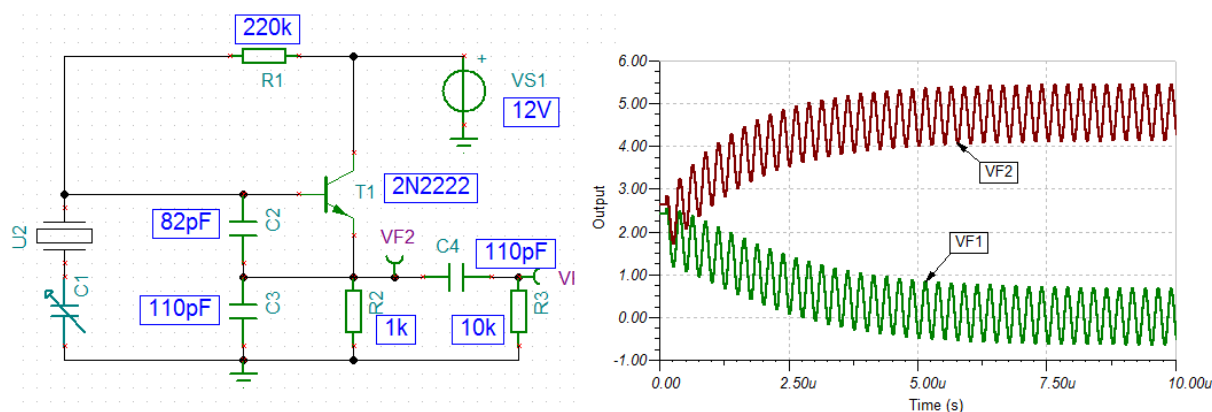 220k
R1
VS1
12V
T1
2N2222
U2
C1
82pF
C2
VF2
C4
110pF
VI
110pF
C3
R2
1k
10k
R3
6.00
5.00
4.00
3.00
2.00
1.00
0.00
-1.00
Output
VF2
VF1
0.00
2.50u
5.00u
7.50u
10.00u
Time (s)